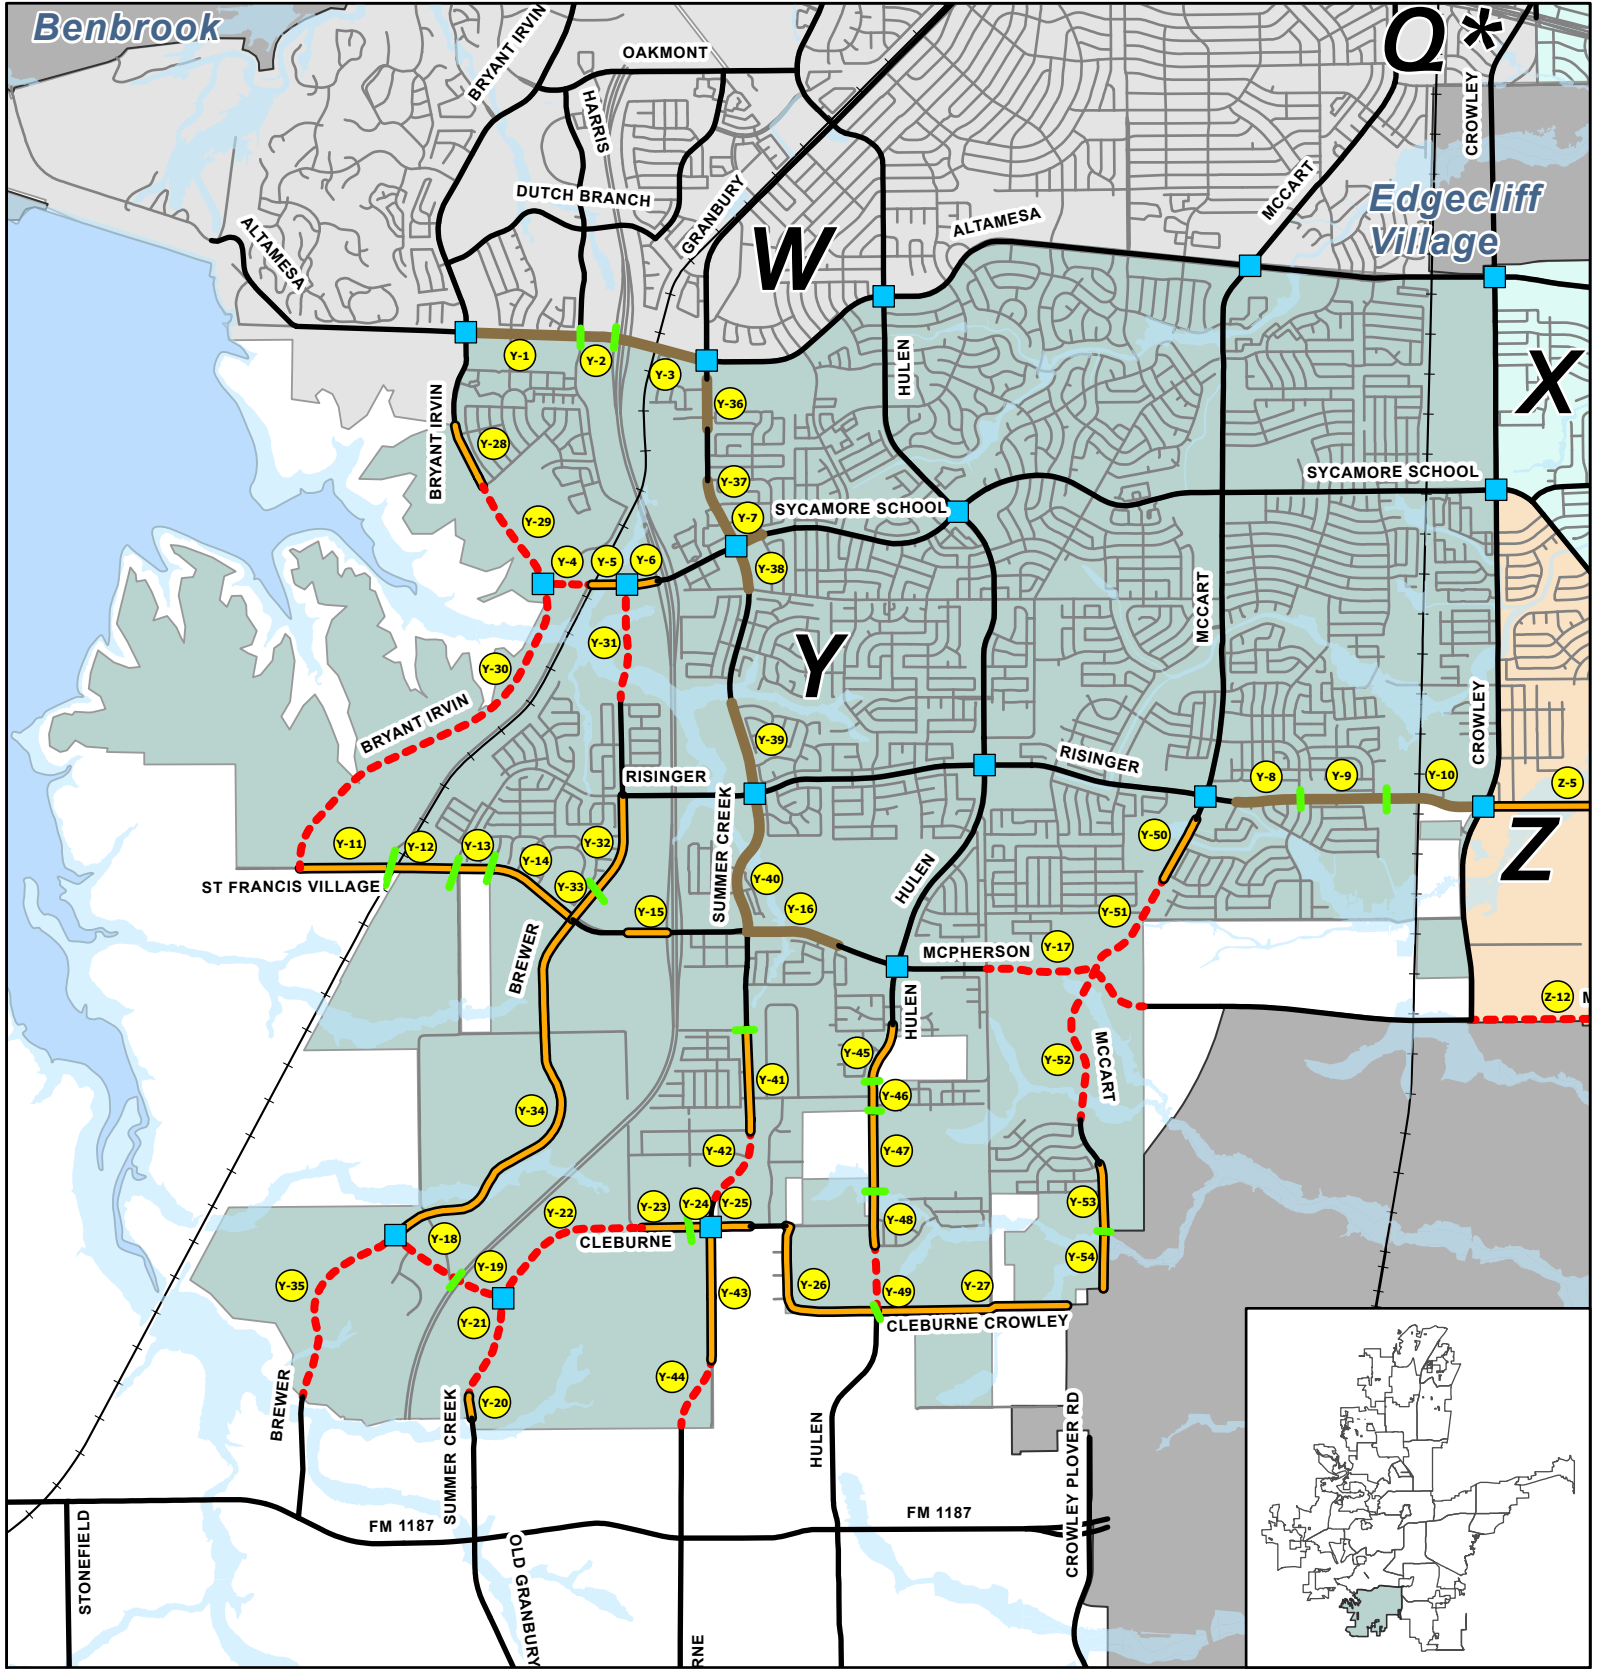 Benbrook
BRYANT IRVIN
OAKMONT
Q *
CROWLEY
HARRIS
DUTCH BRANCH
GRANBURY
MCCART
Edgecliff
Village
ALTAMESA
W
ALTAMESA
Y-1
Y-2
Y-3
HULEN
X
BRYANT IRVIN
Y-36
Y-28
Y-37
SYCAMORE SCHOOL
Y-29
Y-7
SYCAMORE SCHOOL
Y-4
Y-5
Y-6
Y-38
MCCART
Y-31
Y
Y-30
BRYANT IRVIN
CROWLEY
Y-39
RISINGER
RISINGER
Y-8
Y-9
Y-10
Z-5
SUMMER CREEK
Y-11
Y-12
Y-13
Y-14
Y-32
Y-50
Z
ST FRANCIS VILLAGE
Y-33
Y-40
HULEN
Y-15
Y-16
Y-51
BREWER
MCPHERSON
Y-17
Z-12
M
HULEN
Y-45
Y-52
MCCART
Y-41
Y-46
Y-34
Y-42
Y-47
Y-22
Y-23
Y-24
Y-25
Y-53
Y-18
CLEBURNE
Y-48
Y-19
Y-54
Y-35
Y-43
Y-26
Y-49
Y-27
Y-21
CLEBURNE CROWLEY
Y-44
BREWER
Y-20
SUMMER CREEK
HULEN
CROWLEY PLOVER RD
FM 1187
FM 1187
STONEFIELD
OLD GRANBURY
RNE